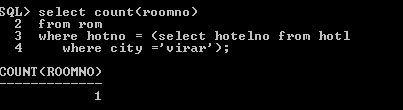 SQL> select count(roomno)
2 from rom
3 where hotno = (select hotelno from hotl
4 where city ='virar');
COUNT(ROOMNO)
-------------
1